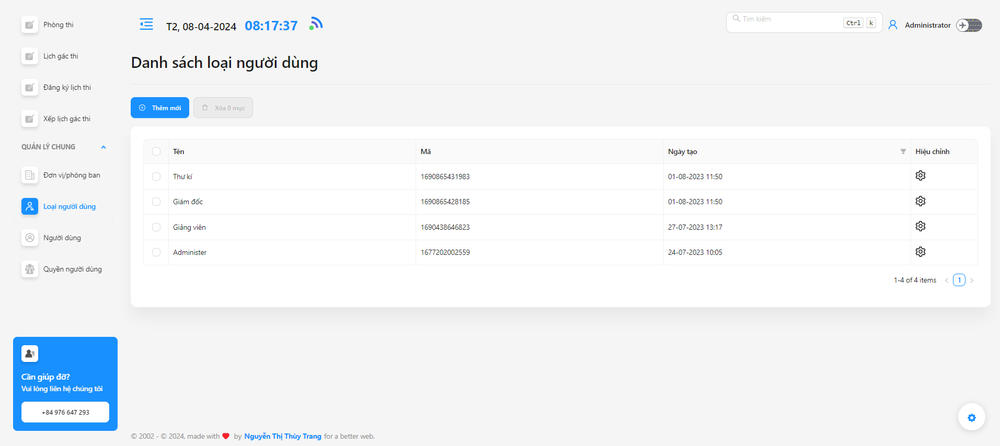 Phòng thi
Lịch gác thi
Đăng ký lịch thi
Xếp lịch gác thi
QUẢN LÝ CHUNG
Đơn vị/phòng ban
Loại người dùng
Người dùng
Quyền người dùng
Cần giúp đỡ?
Vui lòng liên hệ chúng tôi
+84 976 647 293
T2, 08-04-2024 08:17:37
Tìm kiếm Ctrl k
Administrator
Danh sách loại người dùng
Thêm mới Xóa 0 mục
Tên Mã Ngày tạo Hiệu chỉnh
Thư kí 1690865431983 01-08-2023 11:50
Giám đốc 1690865428185 01-08-2023 11:50
Giảng viên 1690438646823 27-07-2023 13:17
Administer 1677202002559 24-07-2023 10:05
1-4 of 4 items < 1 >
© 2002 - © 2024, made with ❤ by Nguyễn Thị Thùy Trang for a better web.